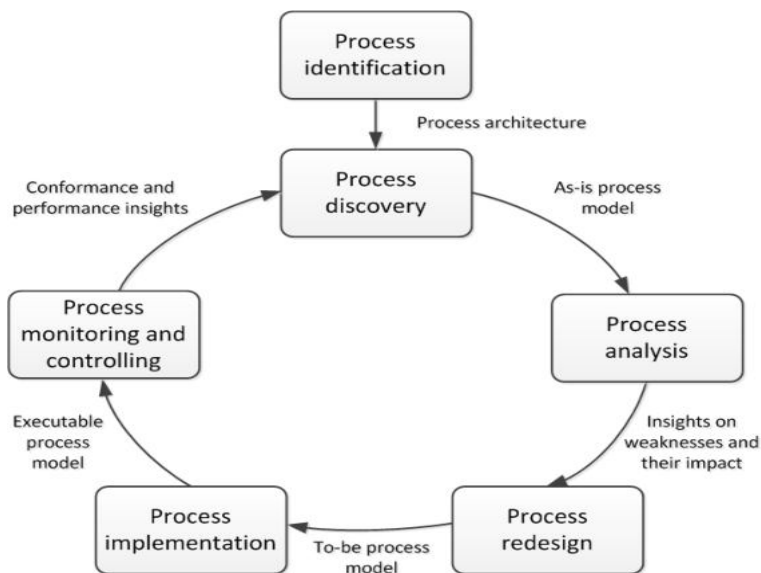 Process
identification
Process architecture
Process
discovery
As-is process
model
Process
analysis
Insights on
weaknesses and
their impact
Process
redesign
To-be process
model
Process
implementation
Executable
process
model
Process
monitoring and
controlling
Conformance and
performance insights